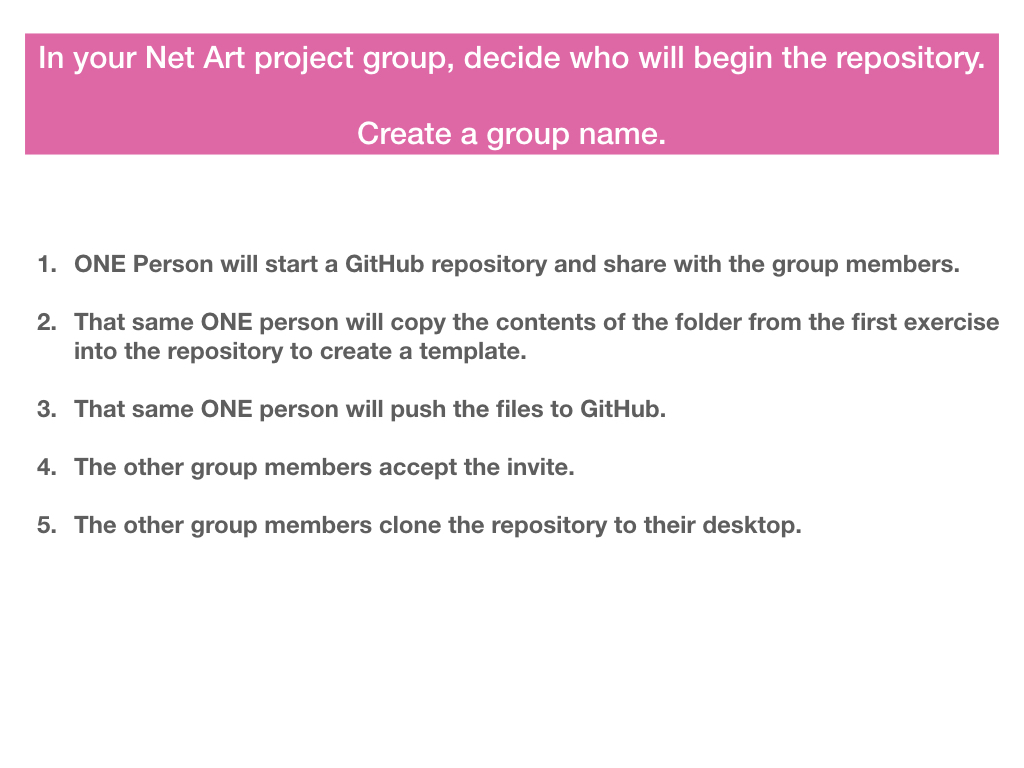 In your Net Art project group, decide who will begin the repository.
Create a group name.
1. ONE Person will start a GitHub repository and share with the group members.
2. That same ONE person will copy the contents of the folder from the first exercise
into the repository to create a template.
3. That same ONE person will push the files to GitHub.
4. The other group members accept the invite.
5. The other group members clone the repository to their desktop.